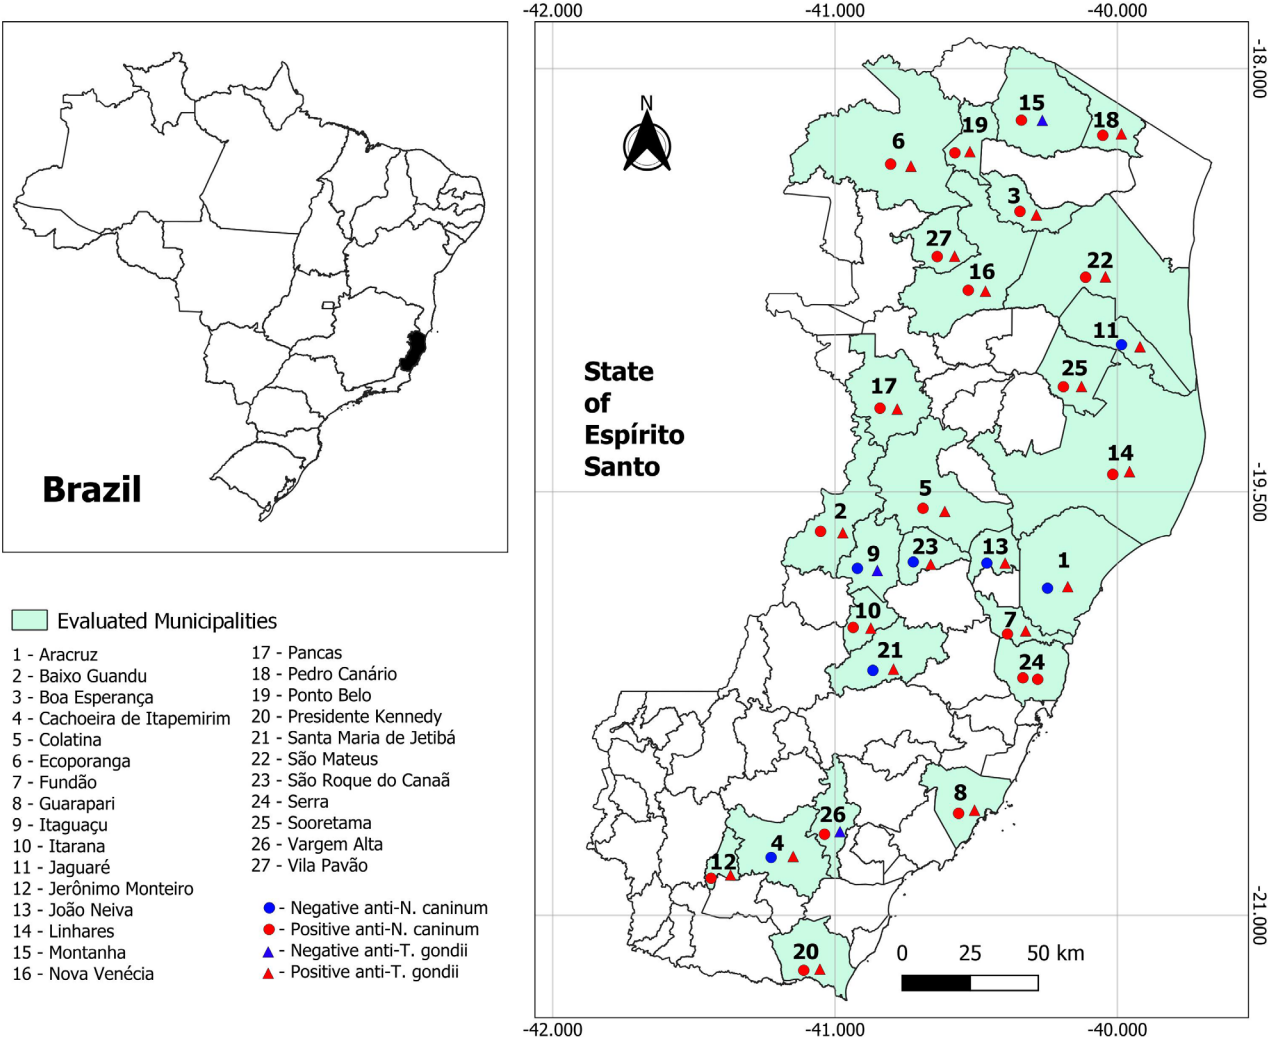 -42.000
-41.000
-40.000
-18.000
-19.500
-21.000
N
Brazil
State
of
Espírito
Santo
15
18
19
6
3
27
16
22
11
25
17
14
5
2
9
23
13
1
10
7
21
24
8
26
4
12
20
0 25 50 km
-42.000
-41.000
-40.000
Evaluated Municipalities
1 - Aracruz
2 - Baixo Guandu
3 - Boa Esperança
4 - Cachoeira de Itapemirim
5 - Colatina
6 - Ecoporanga
7 - Fundão
8 - Guarapari
9 - Itaguaçu
10 - Itarana
11 - Jaguaré
12 - Jerônimo Monteiro
13 - João Neiva
14 - Linhares
15 - Montanha
16 - Nova Venécia
17 - Pancas
18 - Pedro Canário
19 - Ponto Belo
20 - Presidente Kennedy
21 - Santa Maria de Jetibá
22 - São Mateus
23 - São Roque do Canaã
24 - Serra
25 - Sooretama
26 - Vargem Alta
27 - Vila Pavão
- Negative anti-N. caninum
- Positive anti-N. caninum
- Negative anti-T. gondii
- Positive anti-T. gondii